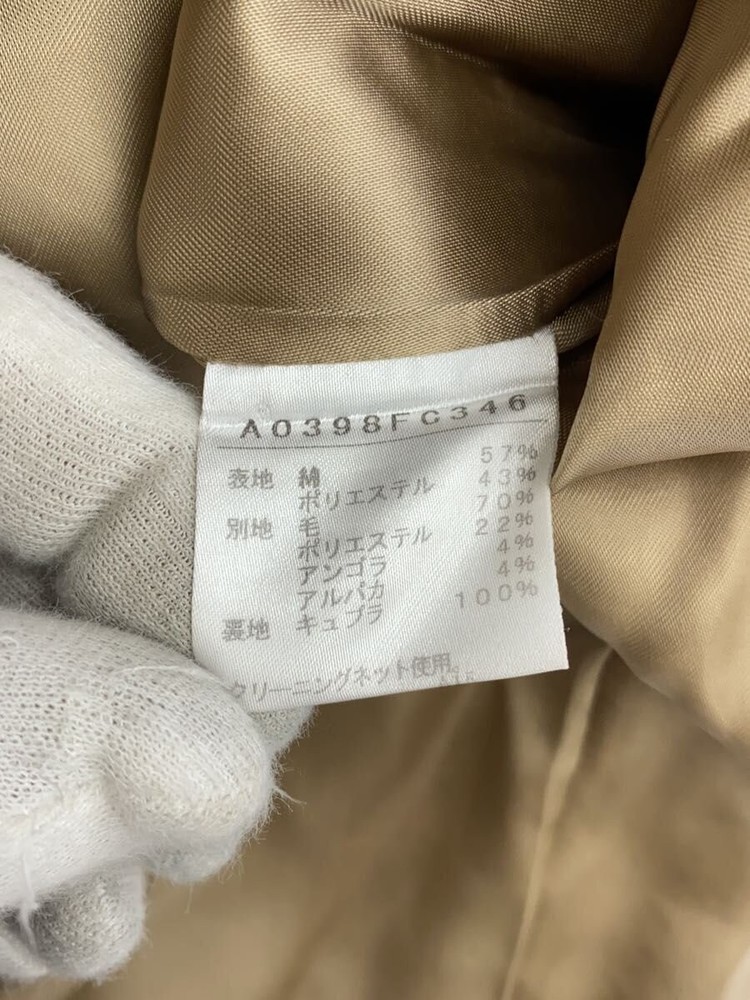 A0398FC346
表地 綿 57%
ポリエステル 43%
別地 毛 70%
ポリエステル 22%
アンゴラ 4%
アルパカ 4%
裏地 キュプラ 100%
クリーニングネット使用。